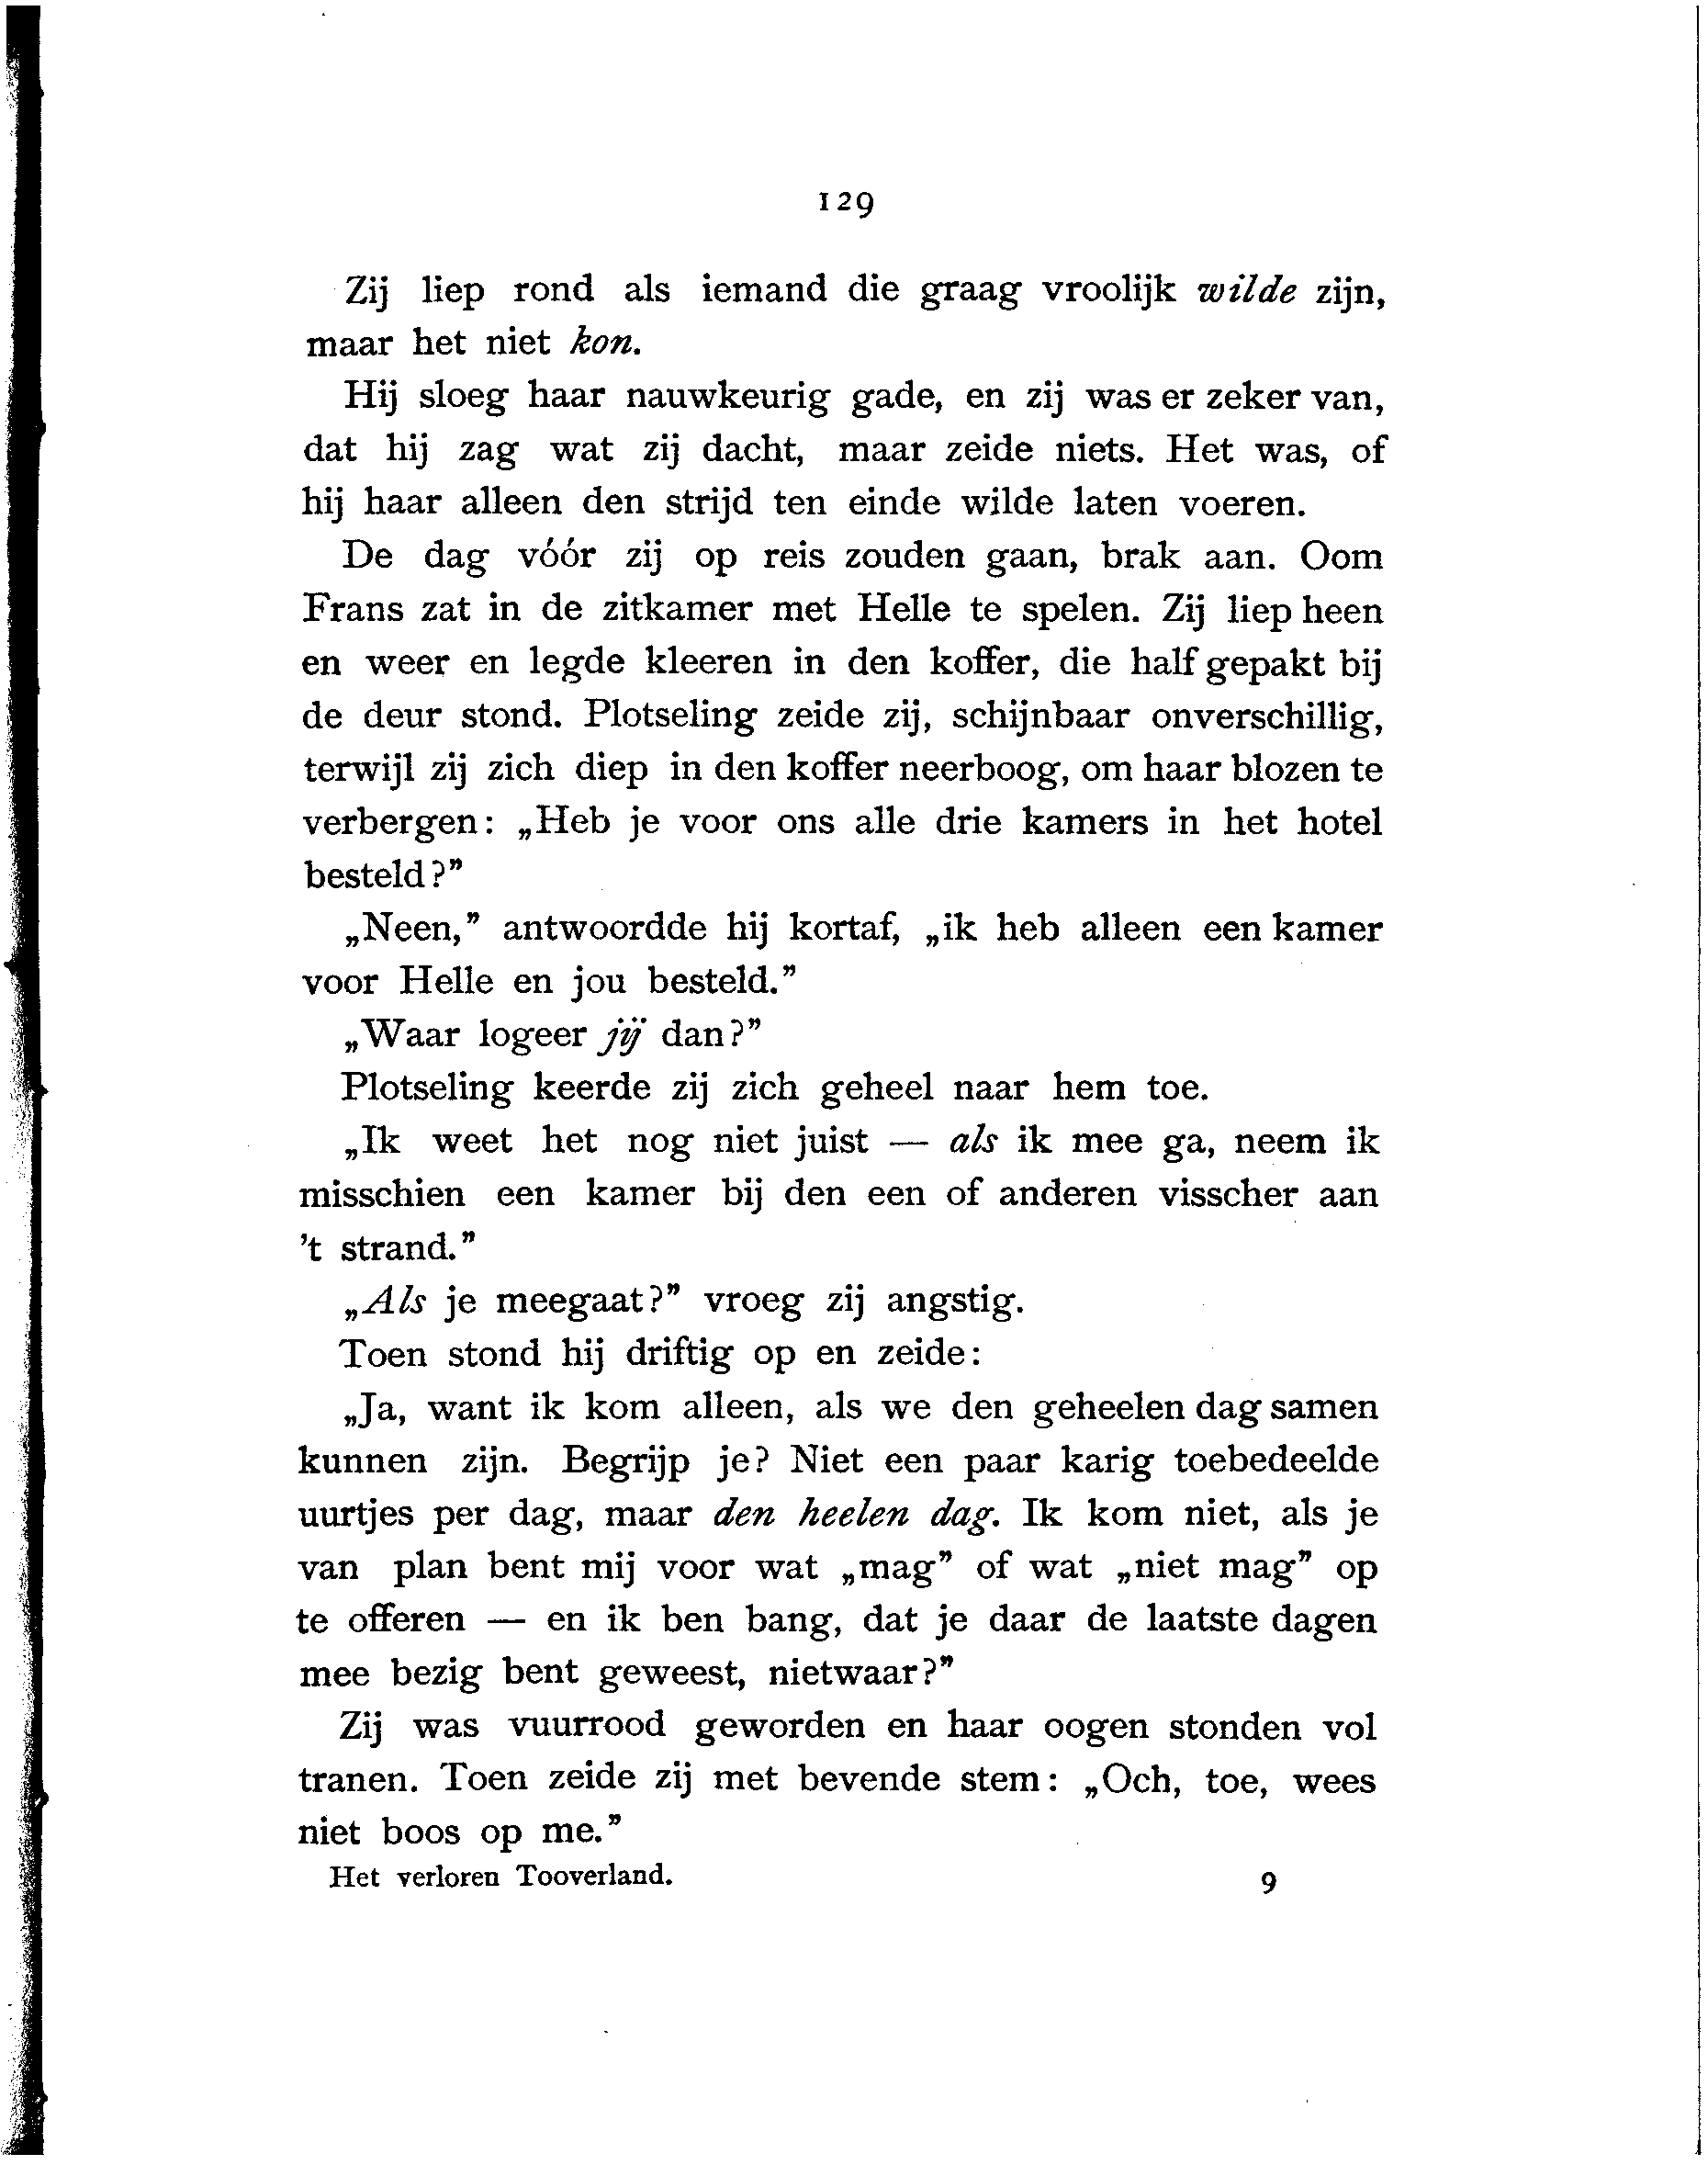 129
Zij liep rond als iemand die graag vroolijk wilde zijn,
maar het niet kon.
Hij sloeg haar nauwkeurig gade, en zij was er zeker van,
dat hij zag wat zij dacht, maar zeide niets. Het was, of
hij haar alleen den strijd ten einde wilde laten voeren.
De dag vóór zij op reis zouden gaan, brak aan. Oom
Frans zat in de zitkamer met Helle te spelen. Zij liep heen
en weer en legde kleeren in den koffer, die half gepakt bij
de deur stond. Plotseling zeide zij, schijnbaar onverschillig,
terwijl zij zich diep in den koffer neerboog, om haar blozen te
verbergen: „Heb je voor ons alle drie kamers in het hotel
besteld?”
„Neen,” antwoordde hij kortaf, „ik heb alleen een kamer
voor Helle en jou besteld.”
„Waar logeer jij dan?”
Plotseling keerde zij zich geheel naar hem toe.
„Ik weet het nog niet juist — als ik mee ga, neem ik
misschien een kamer bij den een of anderen visscher aan
’t strand.”
„Als je meegaat?” vroeg zij angstig.
Toen stond hij driftig op en zeide:
„Ja, want ik kom alleen, als we den geheelen dag samen
kunnen zijn. Begrijp je? Niet een paar karig toebedeelde
uurtjes per dag, maar den heelen dag. Ik kom niet, als je
van plan bent mij voor wat „mag” of wat „niet mag” op
te offeren — en ik ben bang, dat je daar de laatste dagen
mee bezig bent geweest, nietwaar?”
Zij was vuurrood geworden en haar oogen stonden vol
tranen. Toen zeide zij met bevende stem: „Och, toe, wees
niet boos op me.”
Het verloren Tooverland. 9